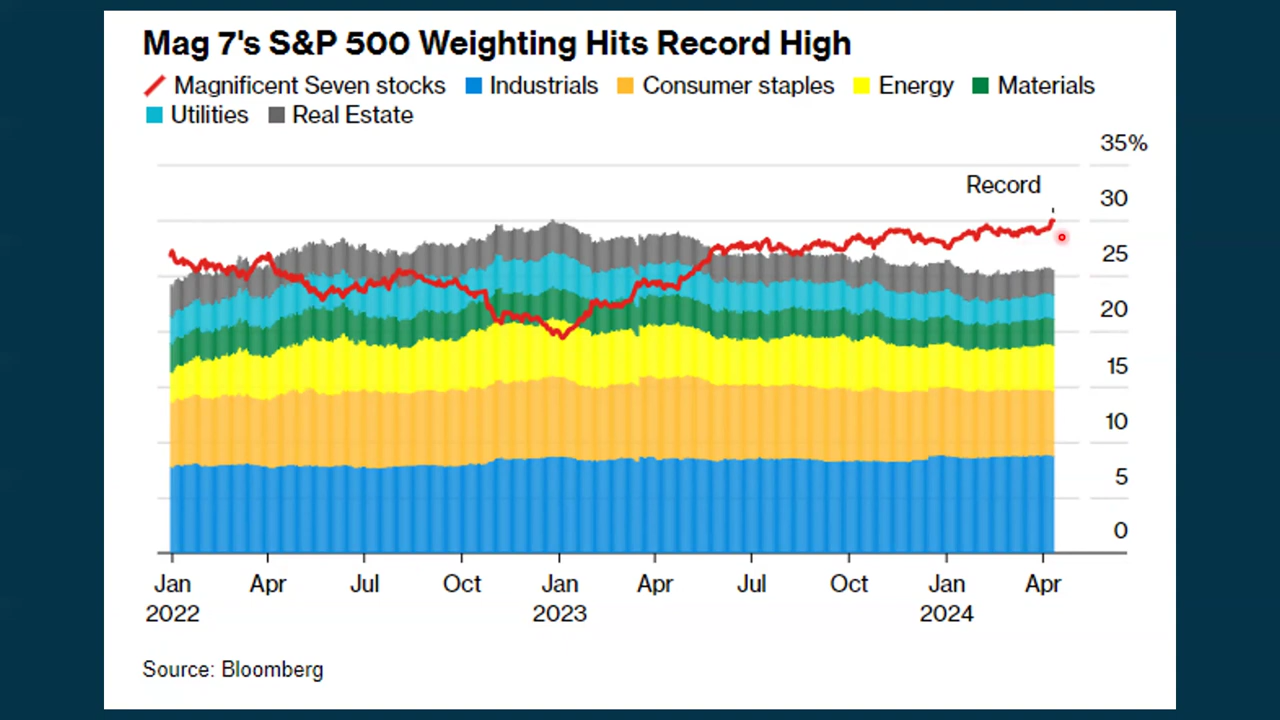 Mag 7's S&P 500 Weighting Hits Record High
Magnificent Seven stocks Industrials Consumer staples Energy Materials
Utilities Real Estate
35%
Record
30
25
20
15
10
5
0
Jan Apr Jul Oct Jan Apr Jul Oct Jan Apr
2022 2023 2024
Source: Bloomberg